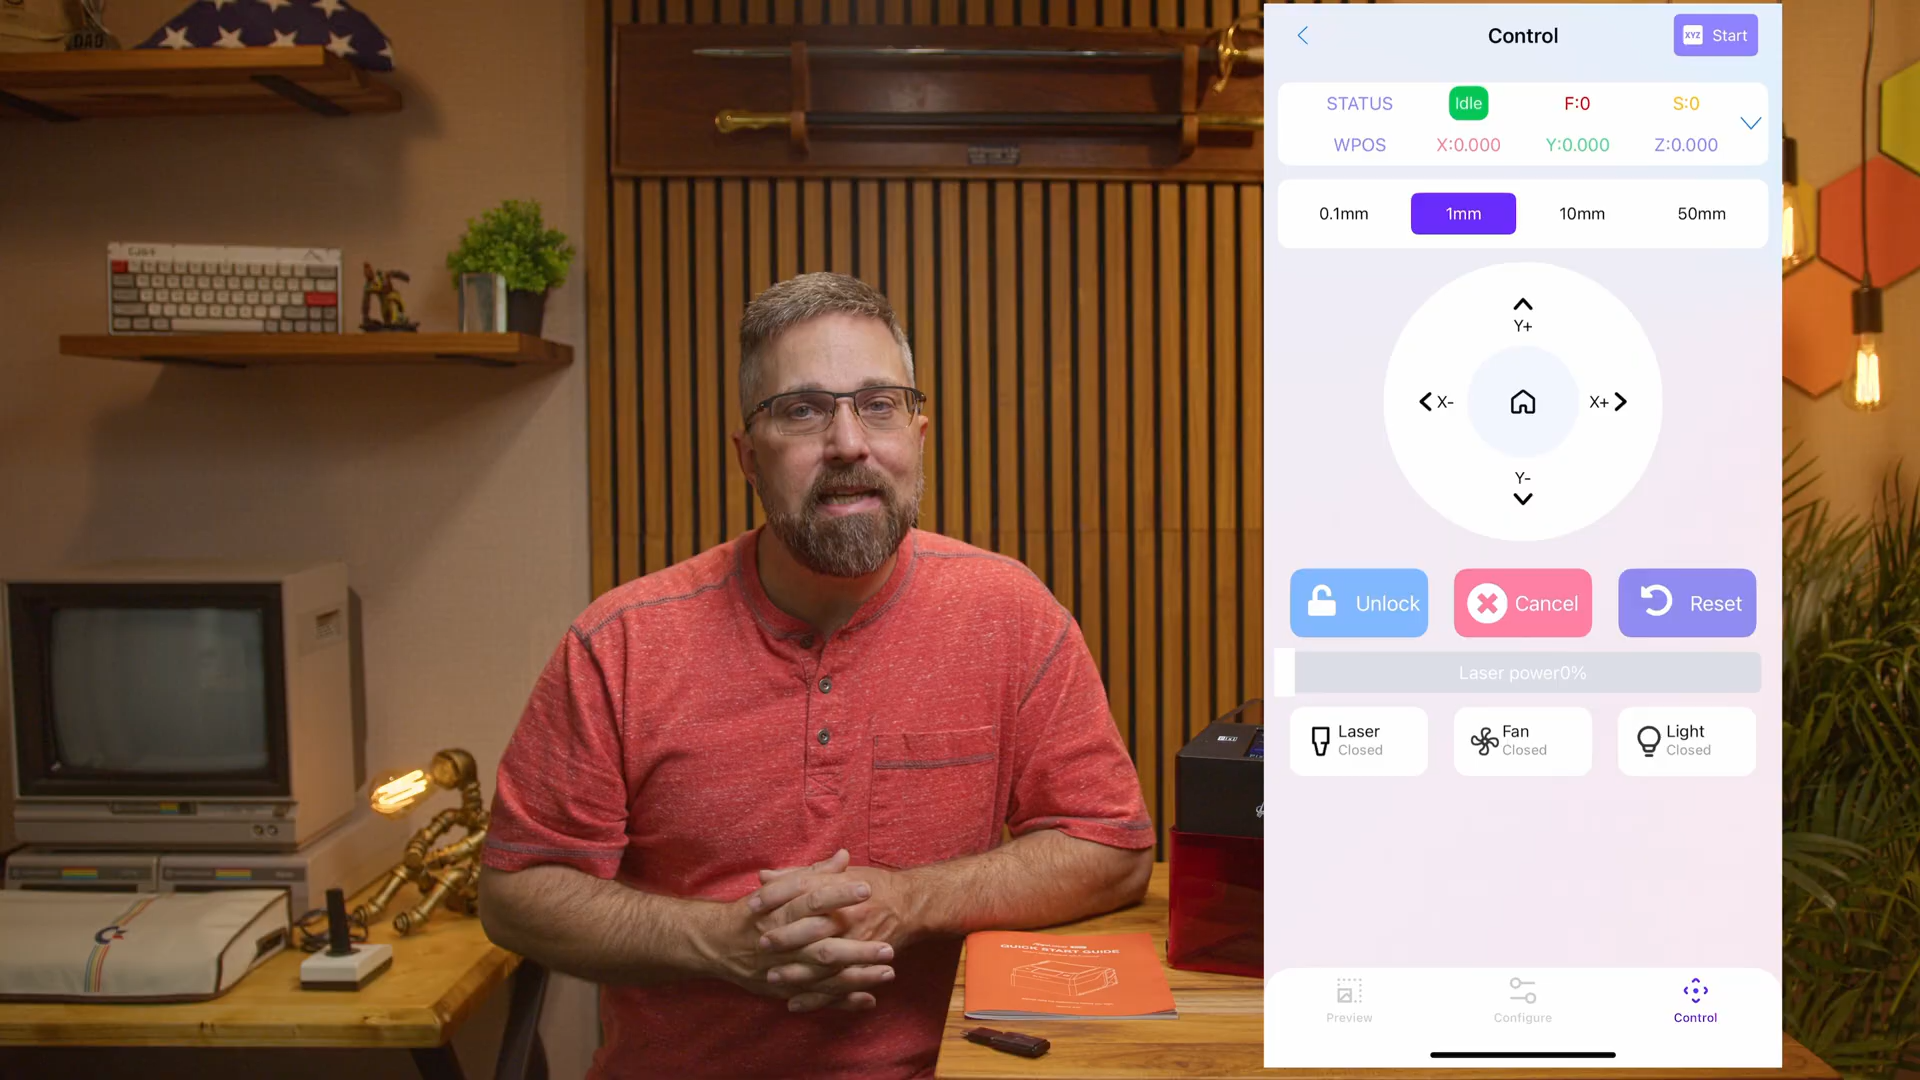 Control
XYZ Start
STATUS Idle F:0 S:0
WPOS X:0.000 Y:0.000 Z:0.000
0.1mm 1mm 10mm 50mm
Y+
X- X+
Y-
Unlock Cancel Reset
Laser power0%
Laser Fan Light
Closed Closed Closed
Preview Configure Control
DAD
QUICK START GUIDE